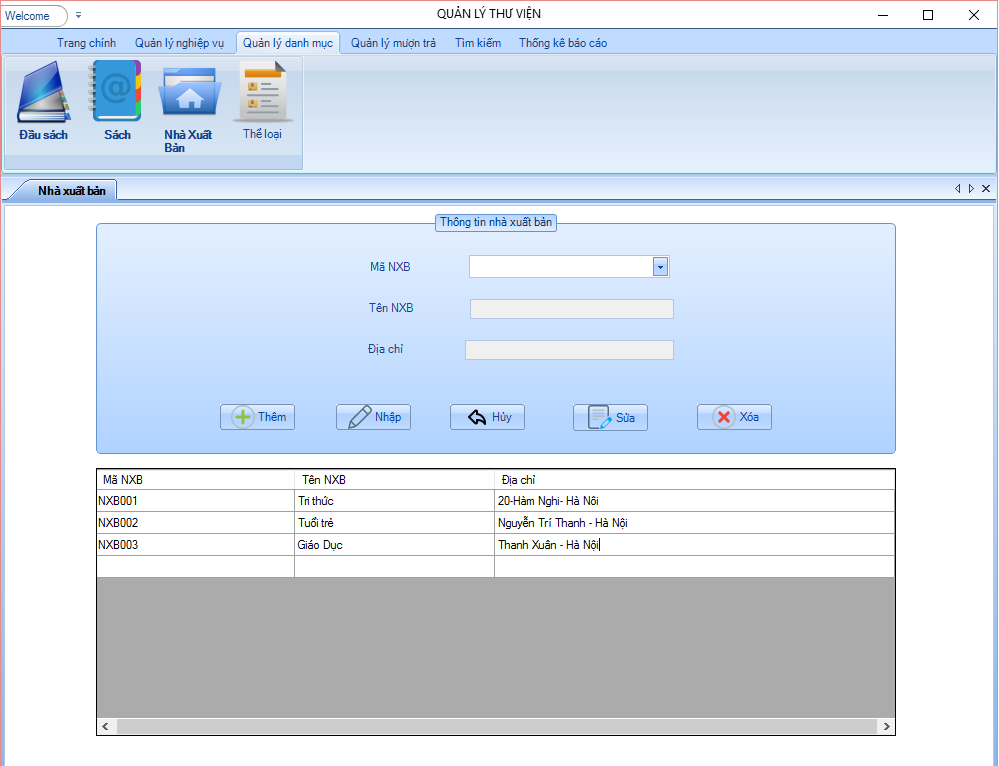 Welcome
QUẢN LÝ THƯ VIỆN
Trang chính Quản lý nghiệp vụ Quản lý danh mục Quản lý mượn trả Tìm kiếm Thống kê báo cáo
Đầu sách Sách Nhà Xuất Bản Thể loại
Nhà xuất bản
Thông tin nhà xuất bản
Mã NXB
Tên NXB
Địa chỉ
Thêm Nhập Hủy Sửa Xóa
Mã NXB Tên NXB Địa chỉ
NXB001 Tri thức 20-Hàm Nghi- Hà Nôi
NXB002 Tuổi trẻ Nguyễn Trí Thanh - Hà Nội
NXB003 Giáo Dục Thanh Xuân - Hà Nội